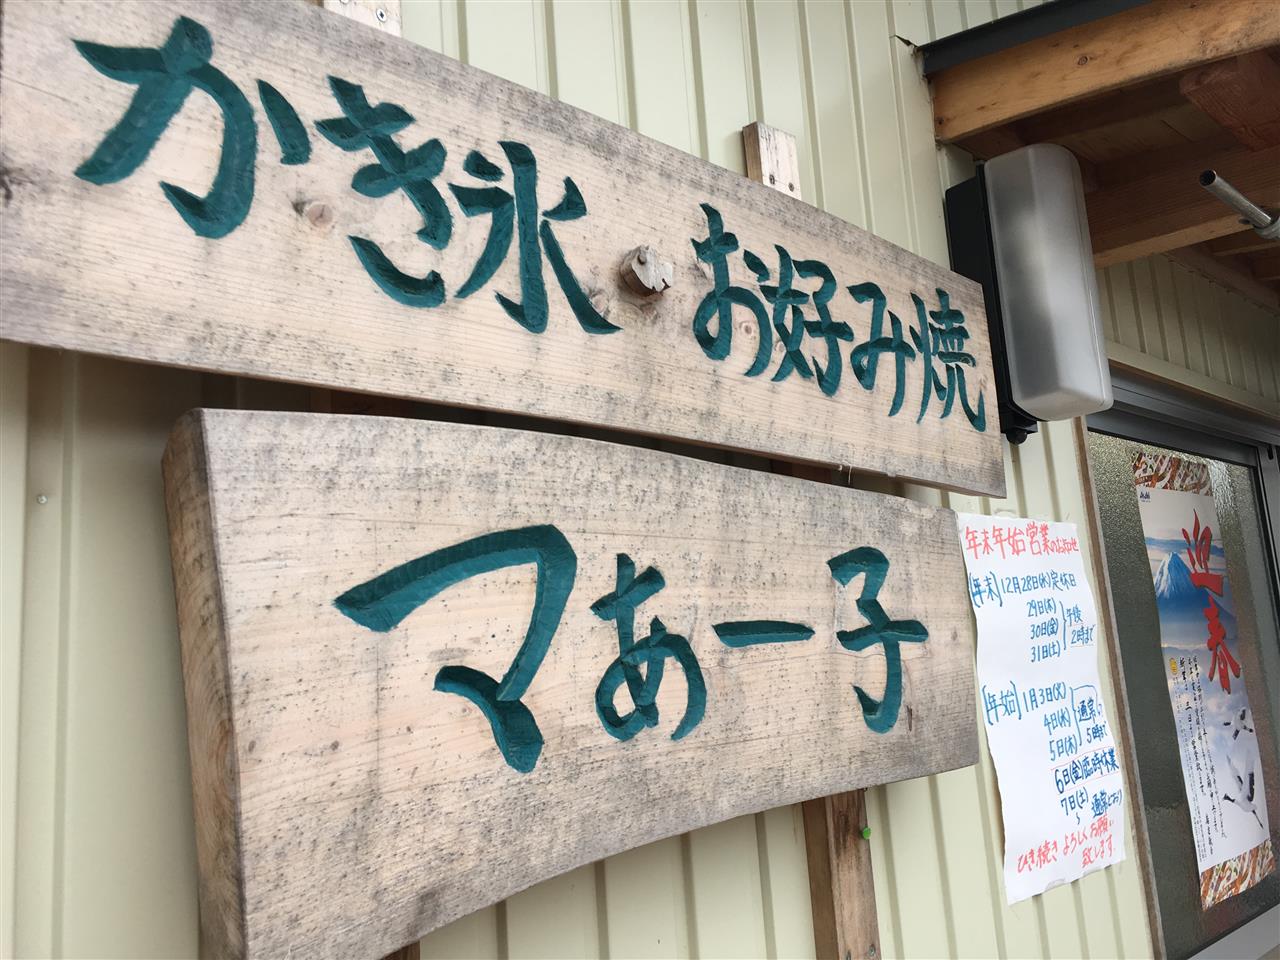 かき氷・お好み焼
マあー子
年末年始営業のお知らせ
[年末] 12月28日(水)定休日
29日(木)
30日(金)
31日(土)
午後
2時まで
[年始] 1月3日(火)
4日(水)
5日(木)
通常
5時まで
6日(金)臨時休業
7日(土) 通常どおり
ひき続きよろしくお願い
致します
迎春
Asahi